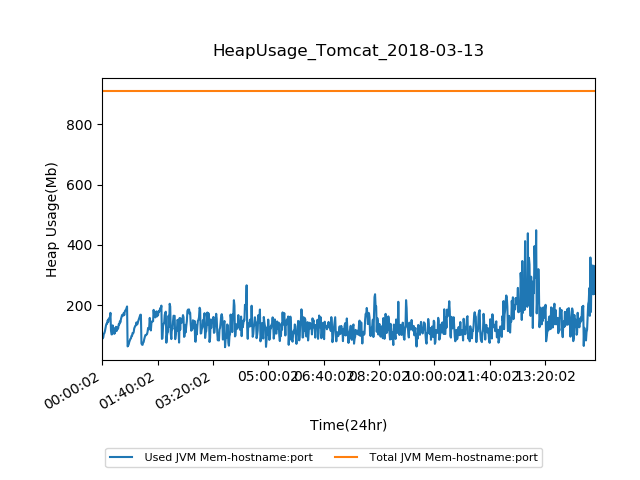 HeapUsage_Tomcat_2018-03-13
800
600
400
200
Heap Usage(Mb)
00:00:02 01:40:02 03:20:02 05:00:02 06:40:02 08:20:02 10:00:02 11:40:02 13:20:02
Time(24hr)
Used JVM Mem-hostname:port Total JVM Mem-hostname:port